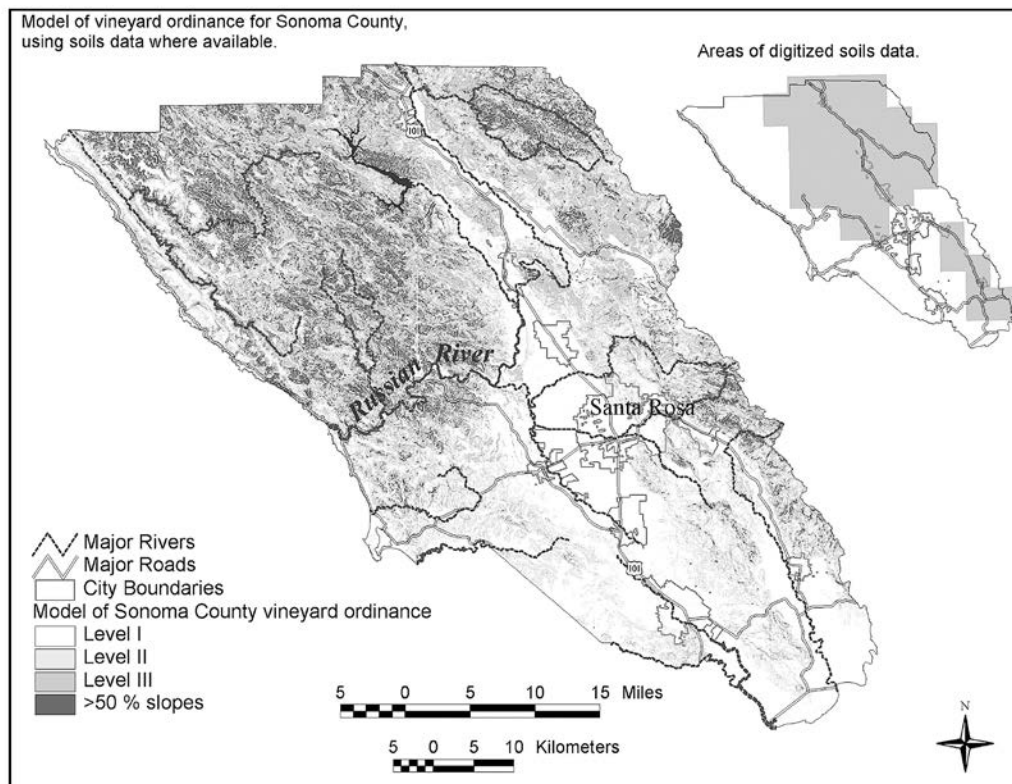 Model of vineyard ordinance for Sonoma County,
using soils data where available.
Areas of digitized soils data.
101
Russian River
Santa Rosa
101
Major Rivers
Major Roads
City Boundaries
Model of Sonoma County vineyard ordinance
Level I
Level II
Level III
>50 % slopes
5 0 5 10 15 Miles
5 0 5 10 Kilometers
N